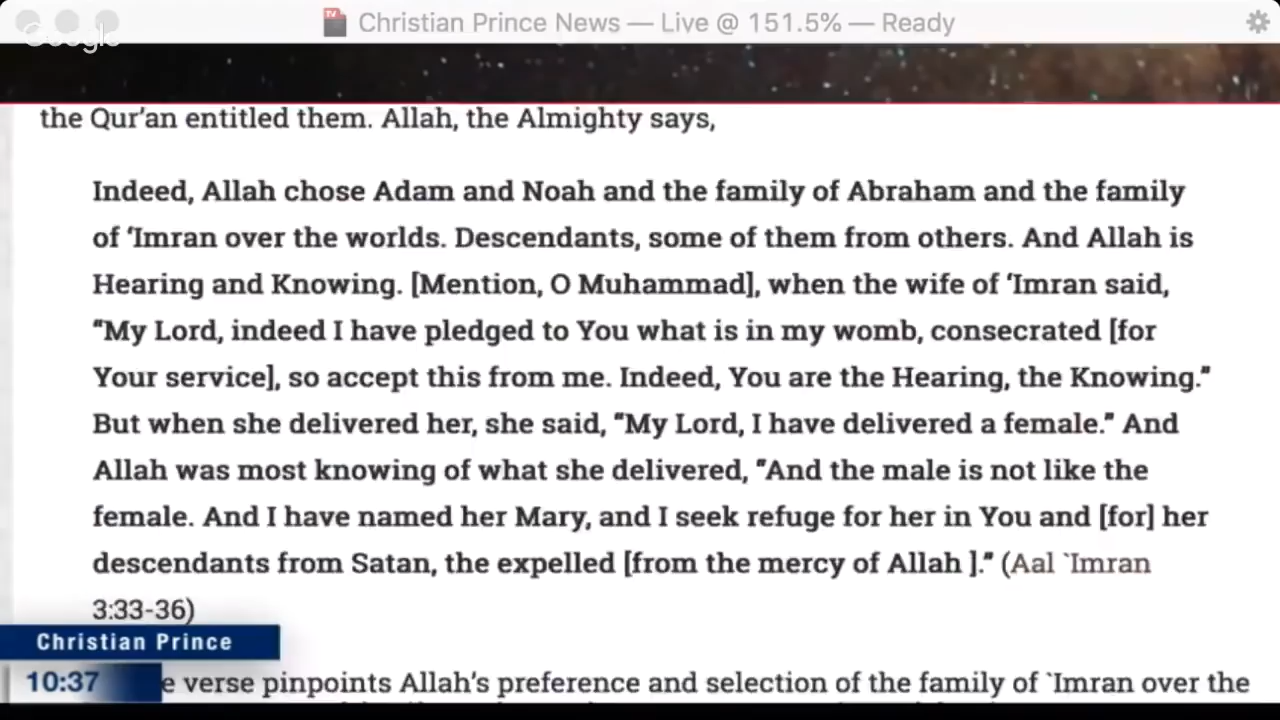 Christian Prince News — Live @ 151.5% — Ready
Google
the Qur’an entitled them. Allah, the Almighty says,
Indeed, Allah chose Adam and Noah and the family of Abraham and the family
of ‘Imran over the worlds. Descendants, some of them from others. And Allah is
Hearing and Knowing. [Mention, O Muhammad], when the wife of ‘Imran said,
“My Lord, indeed I have pledged to You what is in my womb, consecrated [for
Your service], so accept this from me. Indeed, You are the Hearing, the Knowing.”
But when she delivered her, she said, “My Lord, I have delivered a female.” And
Allah was most knowing of what she delivered, “And the male is not like the
female. And I have named her Mary, and I seek refuge for her in You and [for] her
descendants from Satan, the expelled [from the mercy of Allah ].” (Aal `Imran
3:33-36)
Christian Prince
10:37
verse pinpoints Allah’s preference and selection of the family of `Imran over the